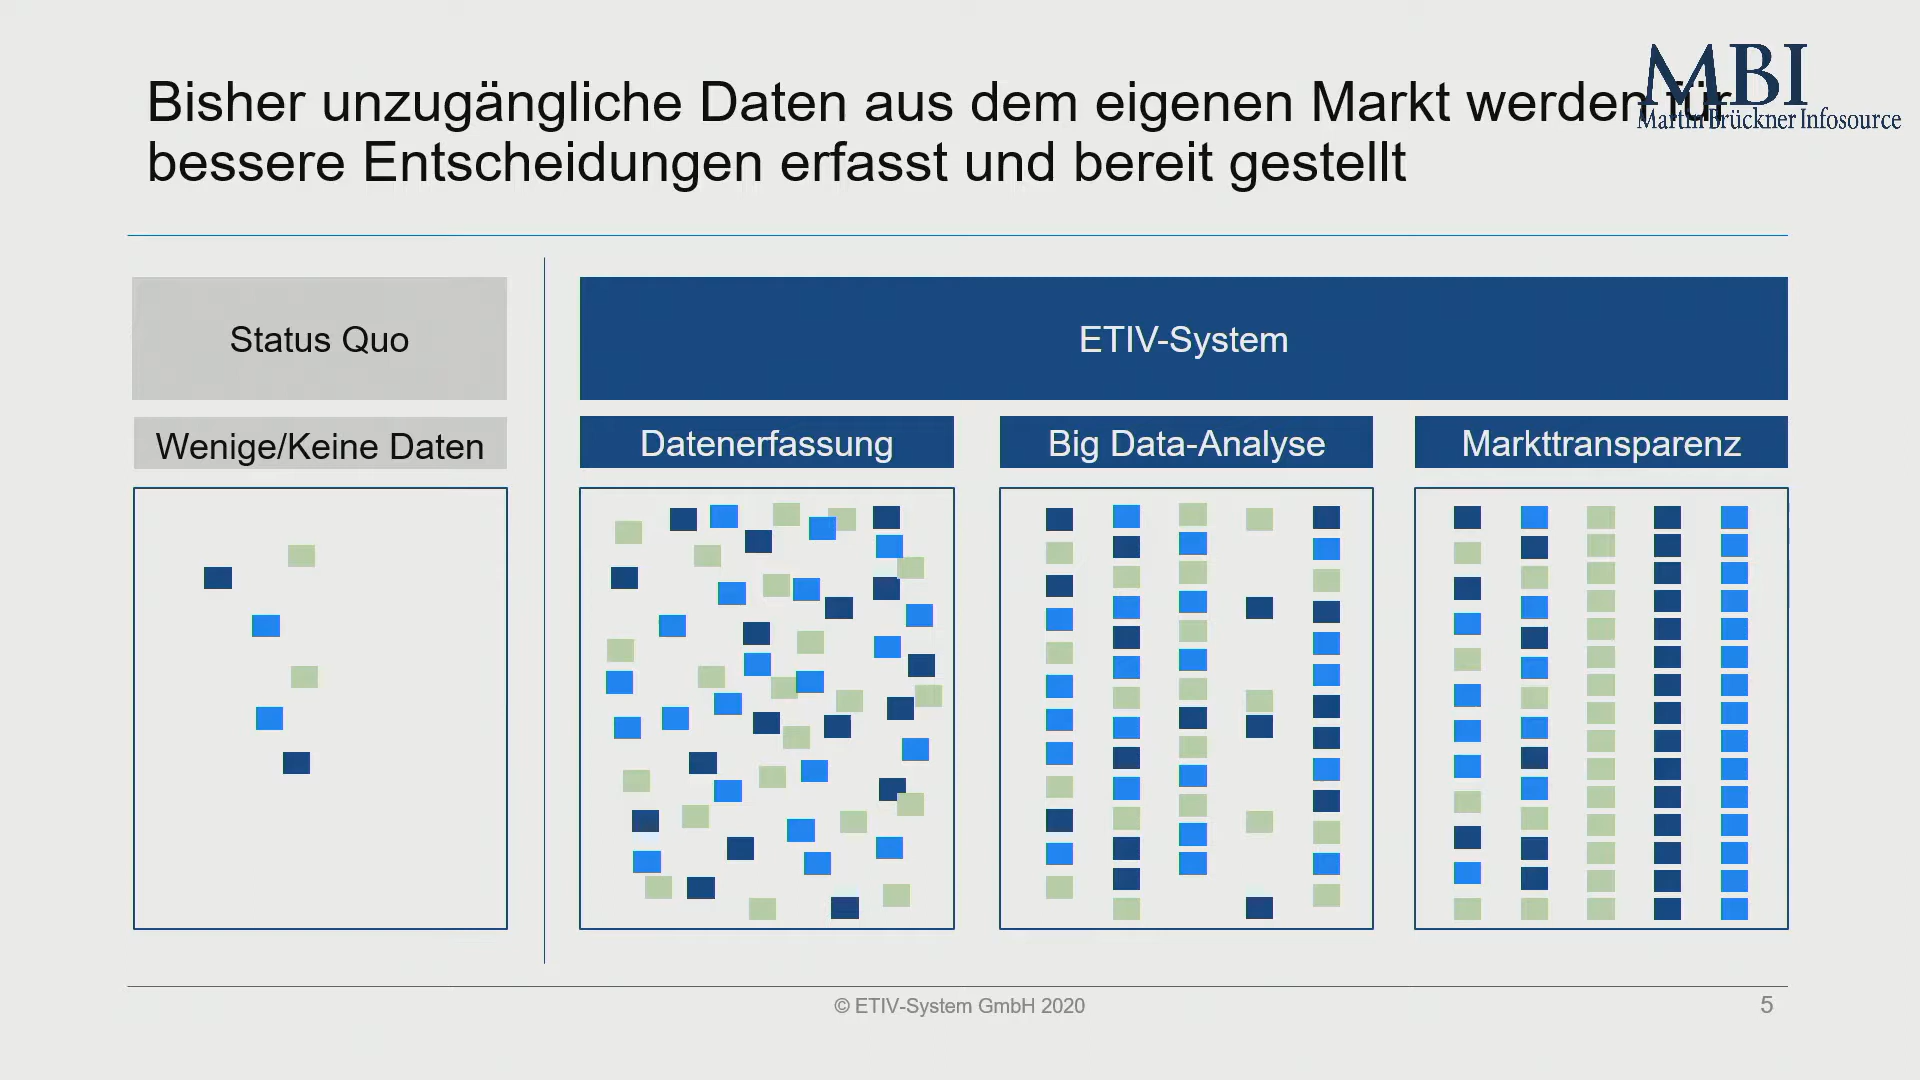 MBI
Martin Brückner Infosource
Bisher unzugängliche Daten aus dem eigenen Markt werden für
bessere Entscheidungen erfasst und bereit gestellt
Status Quo
ETIV-System
Wenige/Keine Daten
Datenerfassung
Big Data-Analyse
Markttransparenz
© ETIV-System GmbH 2020
5